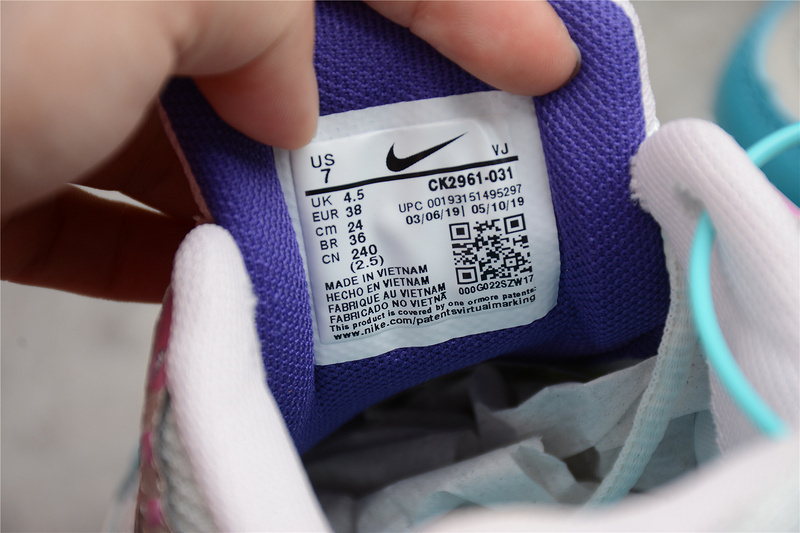 US
7
VJ
CK2961-031
UK 4.5
EUR 38
cm 24
BR 36
CN 240
(2.5)
UPC 00193151495297
03/06/19| 05/10/19
000G022SZW17
MADE IN VIETNAM
HECHO EN VIETNAM
FABRIQUE AU VIETNAM
FABRICADO NO VIETNÃ
This product is covered by one ormore patents:
www.nike.com/patentsvirtualmarking